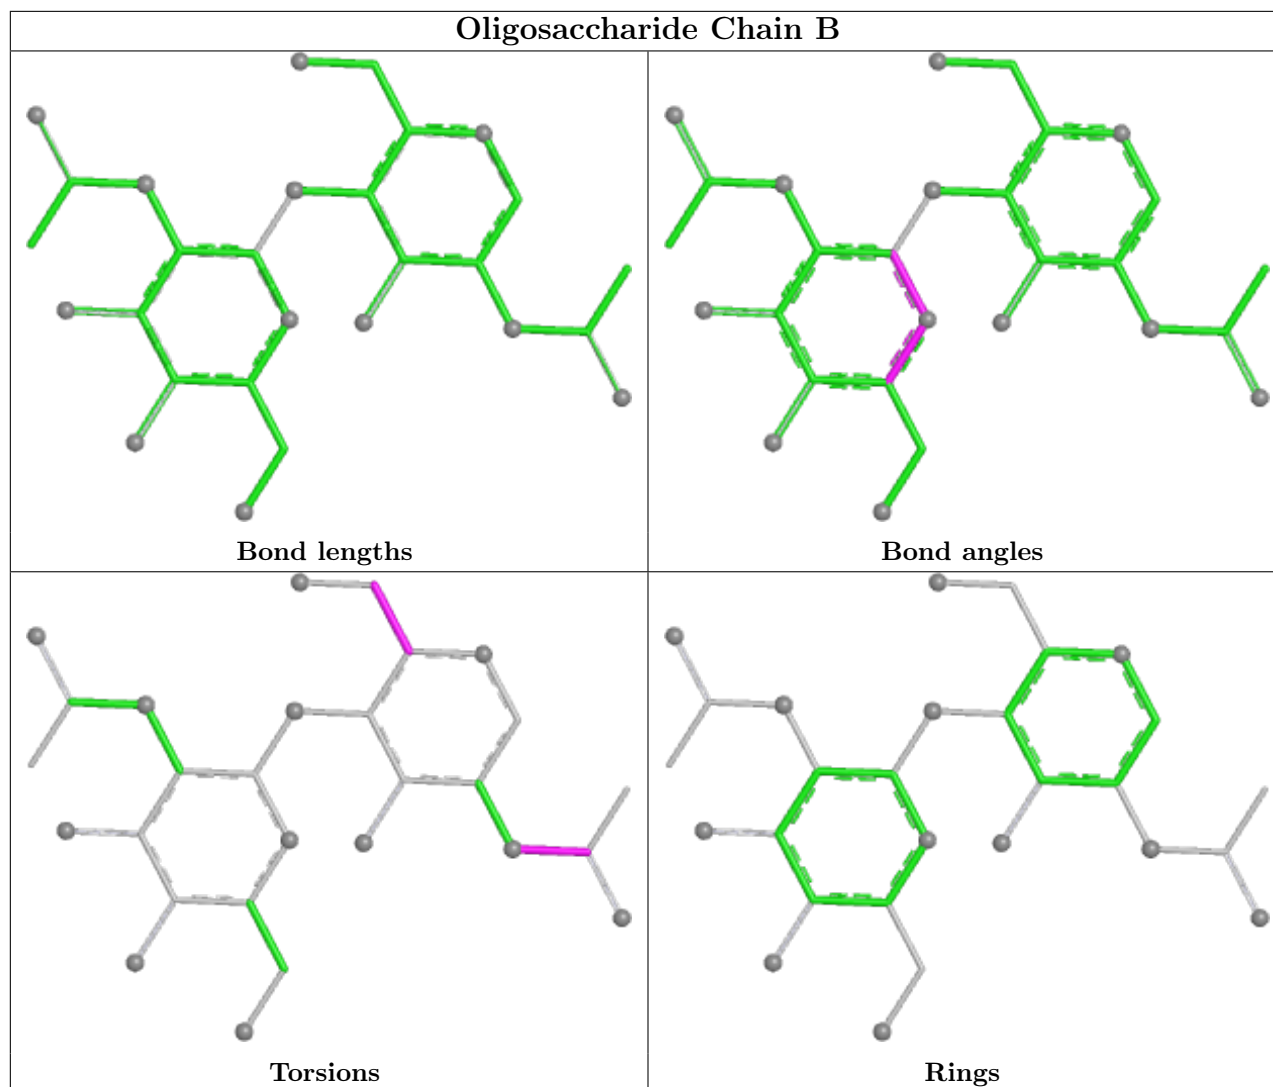 Oligosaccharide Chain B
Bond lengths
Bond angles
Torsions
Rings